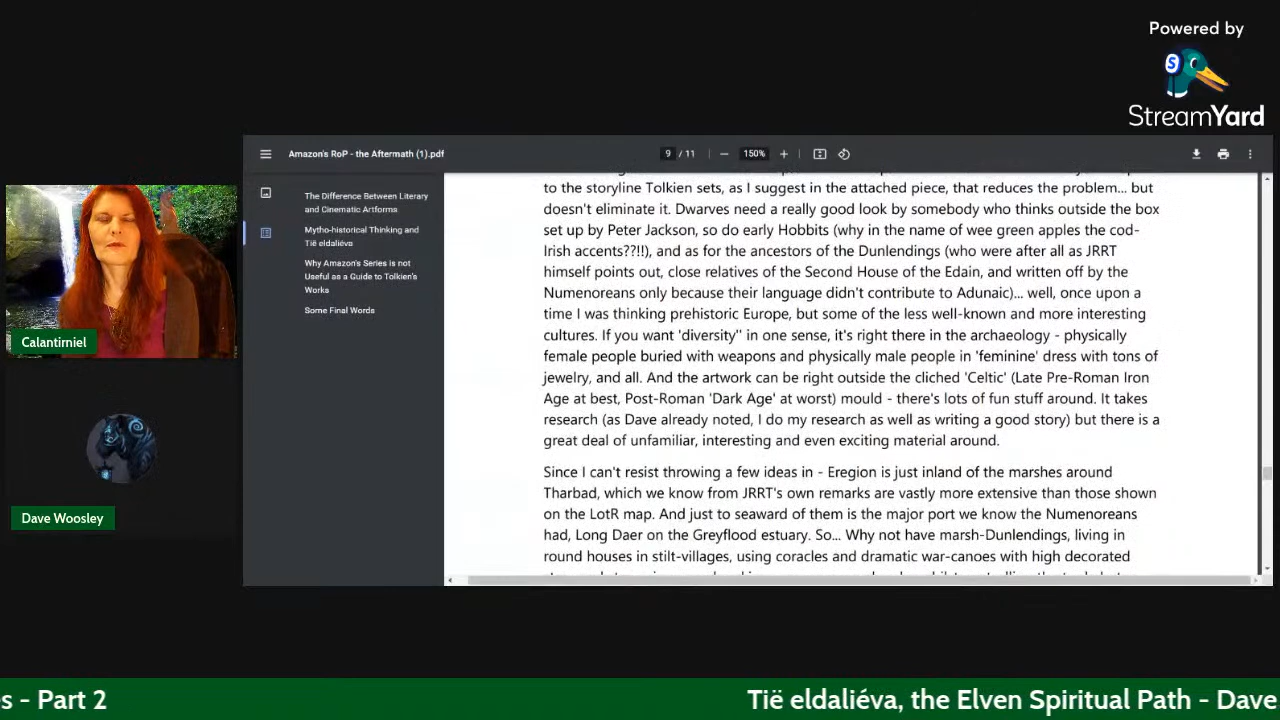 Powered by
StreamYard
Amazon's RoP - the Aftermath (1).pdf
9 / 11
150%
The Difference Between Literary
and Cinematic Artforms
Mytho-historical Thinking and
Tië eldaliéva
Why Amazon's Series is not
Useful as a Guide to Tolkien's
Works
Some Final Words
to the storyline Tolkien sets, as I suggest in the attached piece, that reduces the problem... but
doesn't eliminate it. Dwarves need a really good look by somebody who thinks outside the box
set up by Peter Jackson, so do early Hobbits (why in the name of wee green apples the cod-
Irish accents??!!), and as for the ancestors of the Dunlendings (who were after all as JRRT
himself points out, close relatives of the Second House of the Edain, and written off by the
Numenoreans only because their language didn't contribute to Adunaic)... well, once upon a
time I was thinking prehistoric Europe, but some of the less well-known and more interesting
cultures. If you want 'diversity'' in one sense, it's right there in the archaeology - physically
female people buried with weapons and physically male people in 'feminine' dress with tons of
jewelry, and all. And the artwork can be right outside the cliched 'Celtic' (Late Pre-Roman Iron
Age at best, Post-Roman 'Dark Age' at worst) mould - there's lots of fun stuff around. It takes
research (as Dave already noted, I do my research as well as writing a good story) but there is a
great deal of unfamiliar, interesting and even exciting material around.
Since I can't resist throwing a few ideas in - Eregion is just inland of the marshes around
Tharbad, which we know from JRRT's own remarks are vastly more extensive than those shown
on the LotR map. And just to seaward of them is the major port we know the Numenoreans
had, Long Daer on the Greyflood estuary. So... Why not have marsh-Dunlendings, living in
round houses in stilt-villages, using coracles and dramatic war-canoes with high decorated
Calantirniel
Dave Woosley
s - Part 2
Tië eldaliéva, the Elven Spiritual Path - Dave